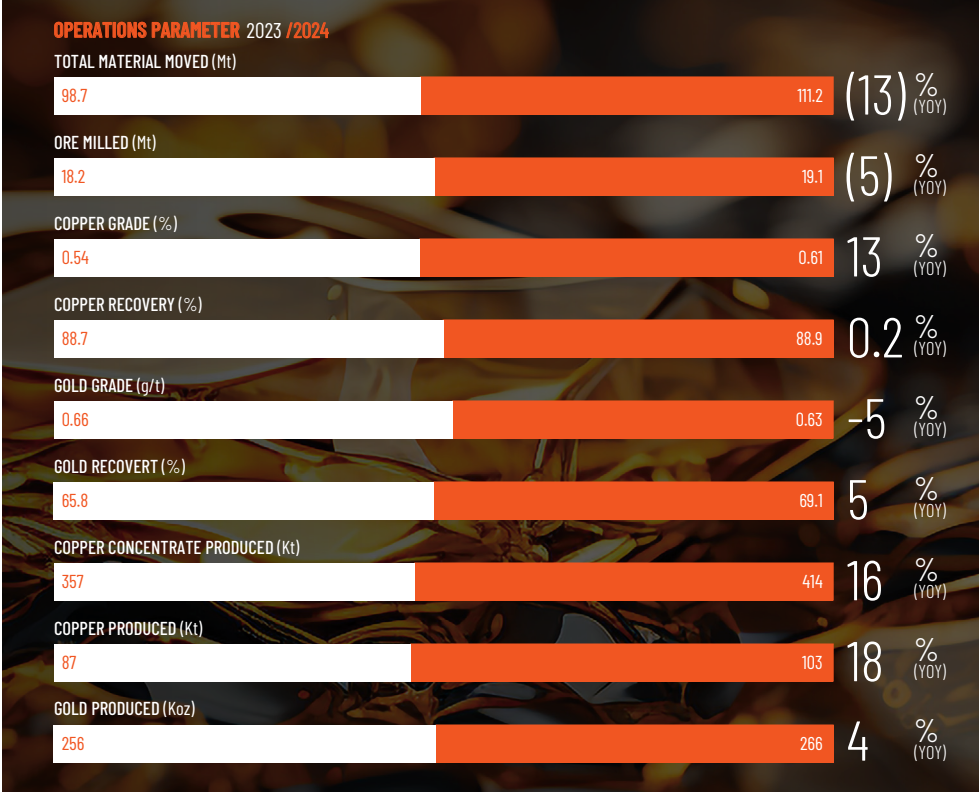 OPERATIONS PARAMETER 2023 /2024
TOTAL MATERIAL MOVED (Mt)
98.7 111.2 (13) % (YOY)
ORE MILLED (Mt)
18.2 19.1 (5) % (YOY)
COPPER GRADE (%)
0.54 0.61 13 % (YOY)
COPPER RECOVERY (%)
88.7 88.9 0.2 % (YOY)
GOLD GRADE (g/t)
0.66 0.63 -5 % (YOY)
GOLD RECOVERT (%)
65.8 69.1 5 % (YOY)
COPPER CONCENTRATE PRODUCED (Kt)
357 414 16 % (YOY)
COPPER PRODUCED (Kt)
87 103 18 % (YOY)
GOLD PRODUCED (Koz)
256 266 4 % (YOY)